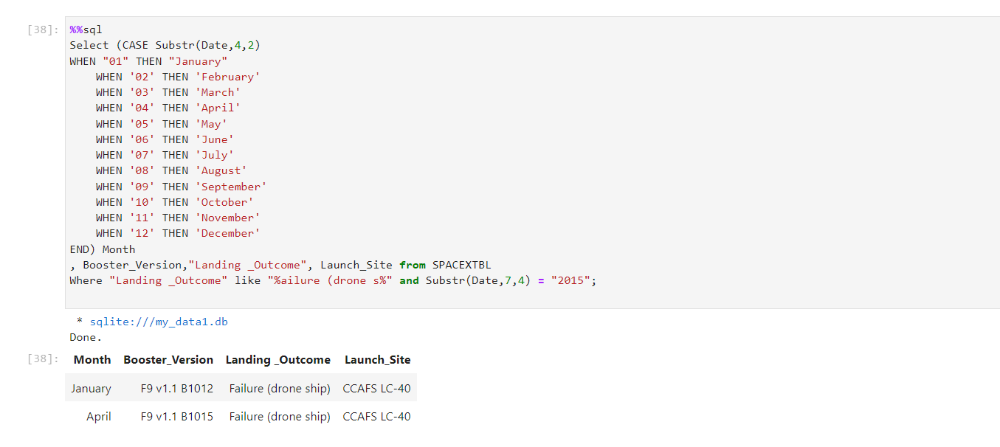 [38]: %%sql
Select (CASE Substr(Date,4,2)
WHEN "01" THEN "January"
    WHEN '02' THEN 'February'
    WHEN '03' THEN 'March'
    WHEN '04' THEN 'April'
    WHEN '05' THEN 'May'
    WHEN '06' THEN 'June'
    WHEN '07' THEN 'July'
    WHEN '08' THEN 'August'
    WHEN '09' THEN 'September'
    WHEN '10' THEN 'October'
    WHEN '11' THEN 'November'
    WHEN '12' THEN 'December'
END) Month
, Booster_Version,"Landing _Outcome", Launch_Site from SPACEXTBL
Where "Landing _Outcome" like "%ailure (drone s%" and Substr(Date,7,4) = "2015";
* sqlite:///my_data1.db
Done.
[38]: Month Booster_Version Landing _Outcome Launch_Site
January F9 v1.1 B1012 Failure (drone ship) CCAFS LC-40
April F9 v1.1 B1015 Failure (drone ship) CCAFS LC-40